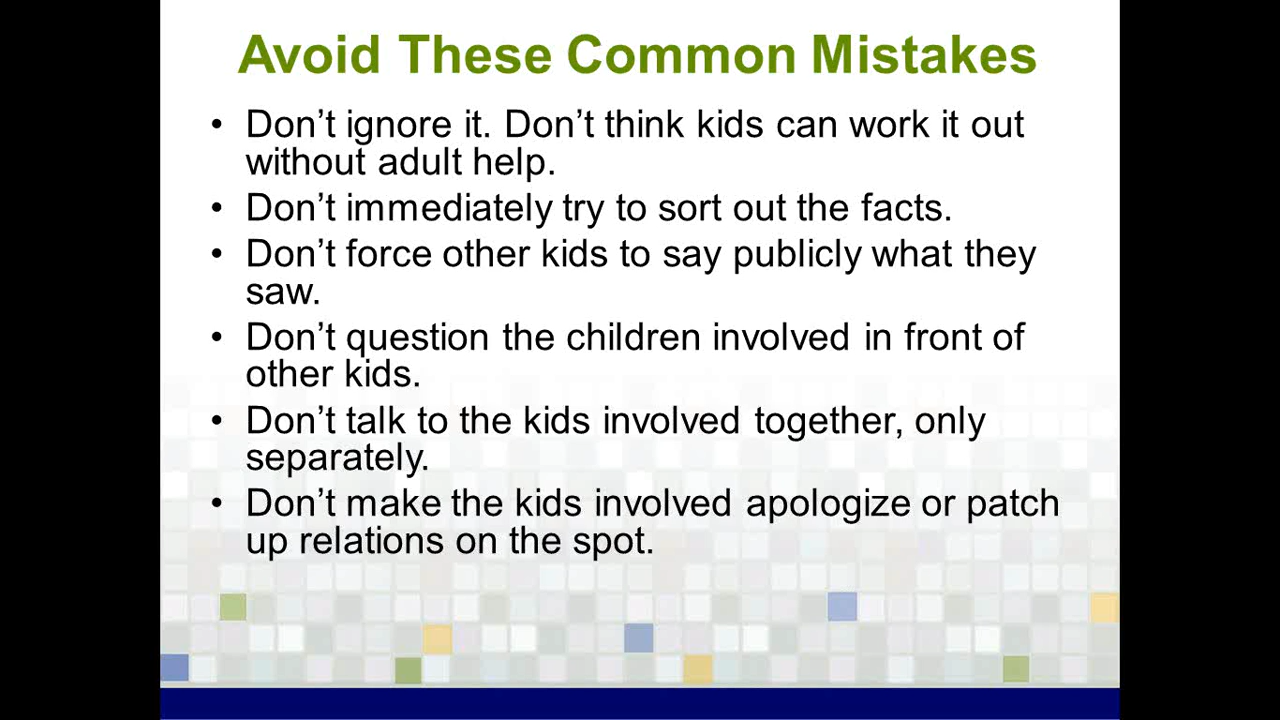 Avoid These Common Mistakes
• Don’t ignore it. Don’t think kids can work it out
without adult help.
• Don’t immediately try to sort out the facts.
• Don’t force other kids to say publicly what they
saw.
• Don’t question the children involved in front of
other kids.
• Don’t talk to the kids involved together, only
separately.
• Don’t make the kids involved apologize or patch
up relations on the spot.